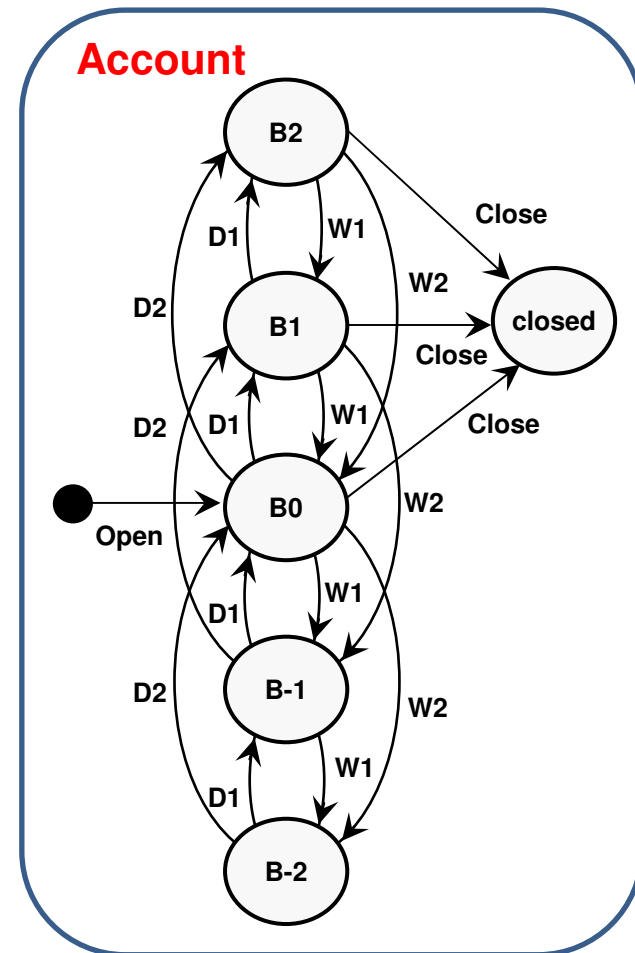 Account
B2
Close
D1
W1
W2
D2
B1
closed
Close
D2
D1
W1
Close
B0
W2
Open
W1
D1
B-1
D2
W2
W1
D1
B-2